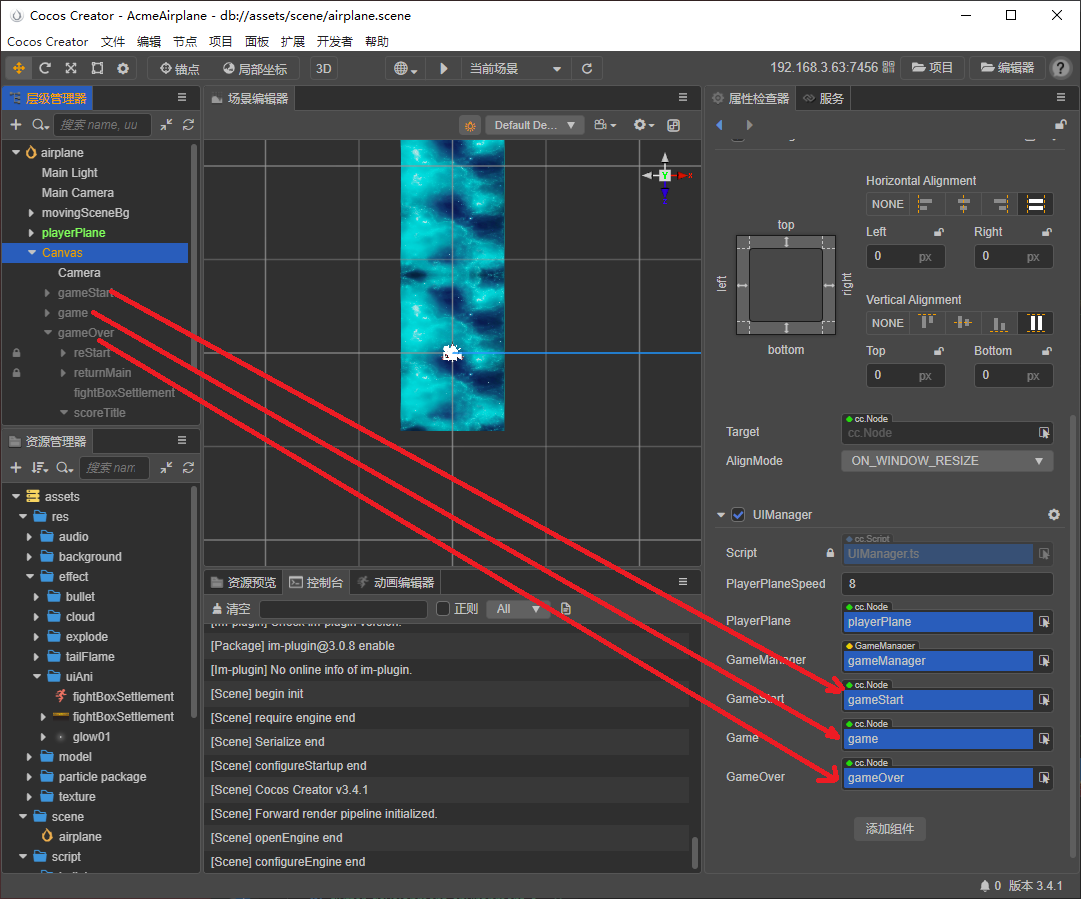 Cocos Creator - AcmeAirplane - db://assets/scene/airplane.scene
Cocos Creator 文件 编辑 节点 项目 面板 扩展 开发者 帮助
锚点 局部坐标 3D 当前场景 192.168.3.63:7456 项目 编辑器
层级管理器
搜索 name, uu
airplane
Main Light
Main Camera
movingSceneBg
playerPlane
Canvas
Camera
gameStart
game
gameOver
reStart
returnMain
fightBoxSettlement
scoreTitle
资源管理器
搜索 nam
assets
res
audio
background
effect
bullet
cloud
explode
tailFlame
uiAni
fightBoxSettlement
fightBoxSettlement
glow01
model
particle package
texture
scene
airplane
script
场景编辑器
Default De...
Y
X
资源预览 控制台 动画编辑器
清空 正则 All
[Im-plugin] Check im-plugin version.
[Package] im-plugin@3.0.8 enable
[Im-plugin] No online info of im-plugin.
[Scene] begin init
[Scene] require engine end
[Scene] Serialize end
[Scene] configureStartup end
[Scene] Cocos Creator v3.4.1
[Scene] Forward render pipeline initialized.
[Scene] openEngine end
[Scene] configureEngine end
属性检查器 服务
top
left
right
bottom
Horizontal Alignment
NONE
Left Right
0 px 0 px
Vertical Alignment
NONE
Top Bottom
0 px 0 px
Target cc.Node
cc.Node
AlignMode ON_WINDOW_RESIZE
UIManager
cc.Script
Script UIManager.ts
PlayerPlaneSpeed 8
cc.Node
PlayerPlane playerPlane
GameManager
GameManager gameManager
cc.Node
GameStart gameStart
cc.Node
Game game
cc.Node
GameOver gameOver
添加组件
0 版本 3.4.1